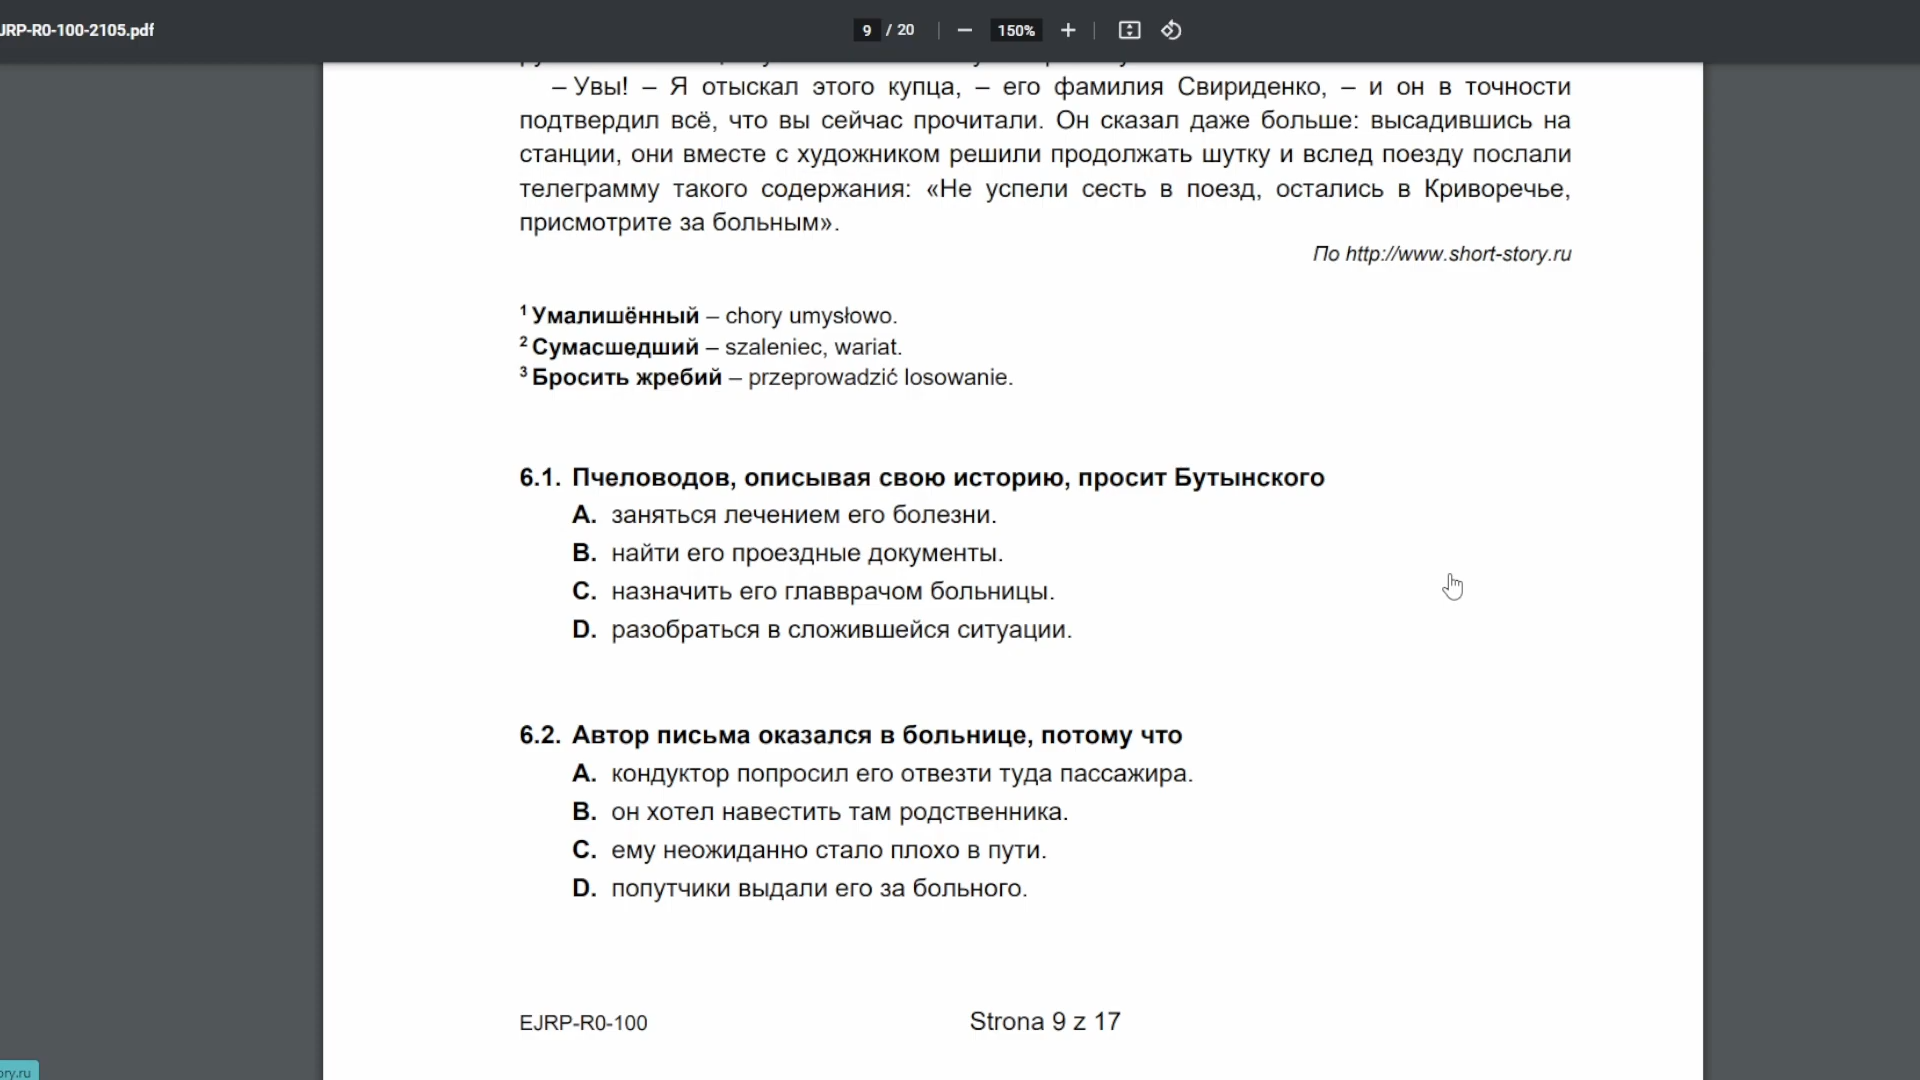 JRP-R0-100-2105.pdf
9 / 20
150%
– Увы! – Я отыскал этого купца, – его фамилия Свириденко, – и он в точности
подтвердил всё, что вы сейчас прочитали. Он сказал даже больше: высадившись на
станции, они вместе с художником решили продолжать шутку и вслед поезду послали
телеграмму такого содержания: «Не успели сесть в поезд, остались в Криворечье,
присмотрите за больным».
По http://www.short-story.ru
1 Умалишённый – chory umysłowo.
2 Сумасшедший – szaleniec, wariat.
3 Бросить жребий – przeprowadzić losowanie.
6.1. Пчеловодов, описывая свою историю, просит Бутынского
A. заняться лечением его болезни.
B. найти его проездные документы.
C. назначить его главврачом больницы.
D. разобраться в сложившейся ситуации.
6.2. Автор письма оказался в больнице, потому что
A. кондуктор попросил его отвезти туда пассажира.
B. он хотел навестить там родственника.
C. ему неожиданно стало плохо в пути.
D. попутчики выдали его за больного.
EJRP-R0-100
Strona 9 z 17
ory.ru